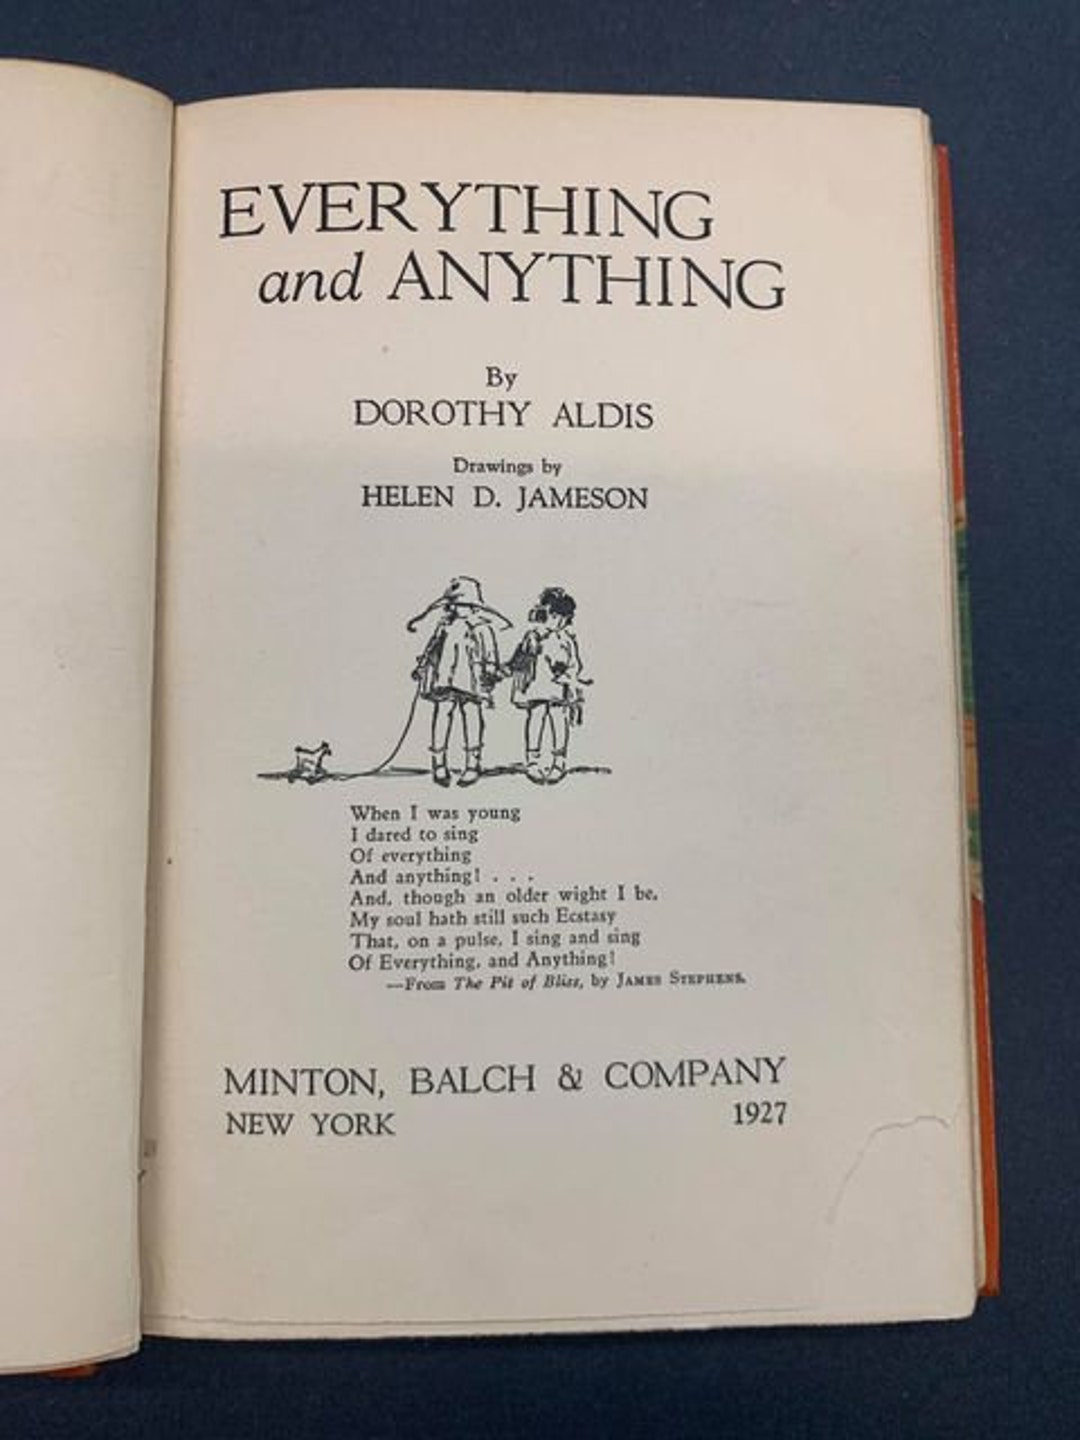 EVERYTHING
and ANYTHING
By
DOROTHY ALDIS
Drawings by
HELEN D. JAMESON
When I was young
I dared to sing
Of everything
And anything! . . .
And, though an older wight I be,
My soul hath still such Ecstasy
That, on a pulse, I sing and sing
Of Everything, and Anything!
—From The Pit of Bliss, by JAMES STEPHENS.
MINTON, BALCH & COMPANY
NEW YORK 1927